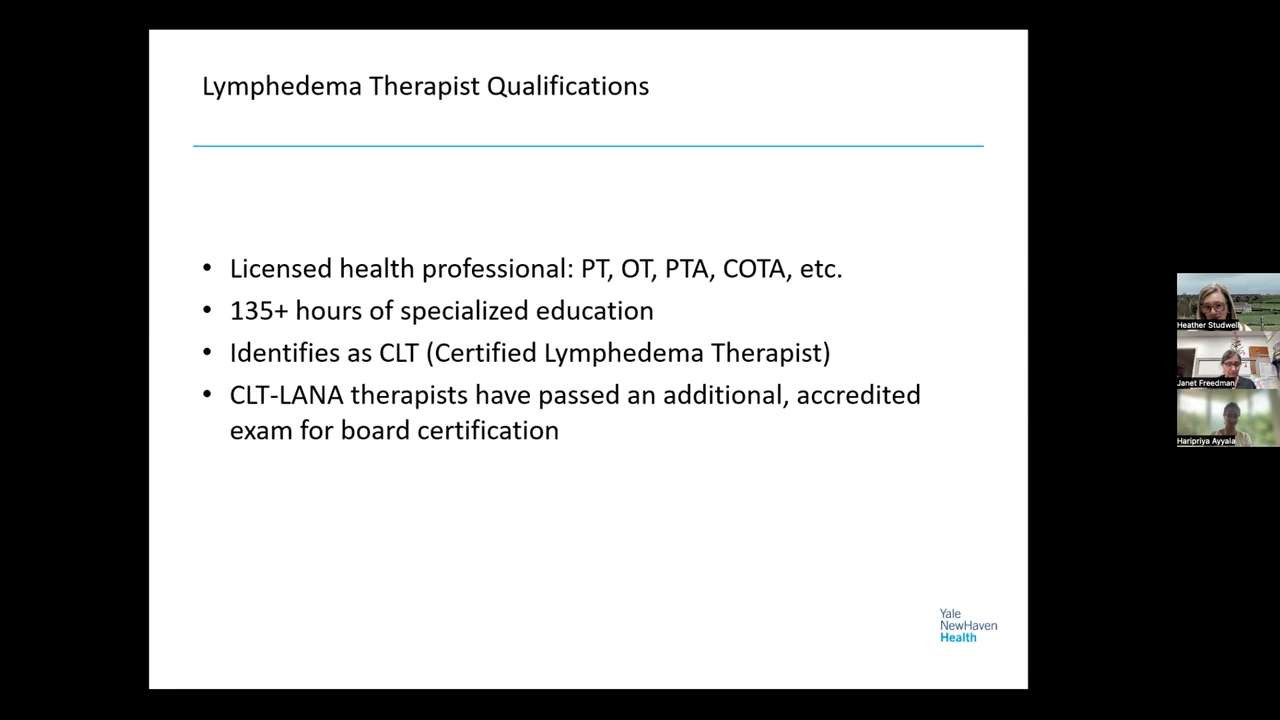 Lymphedema Therapist Qualifications
• Licensed health professional: PT, OT, PTA, COTA, etc.
• 135+ hours of specialized education
• Identifies as CLT (Certified Lymphedema Therapist)
• CLT-LANA therapists have passed an additional, accredited
exam for board certification
Yale
NewHaven
Health
Heather Studwell
Janet Freedman
Haripriya Ayyala